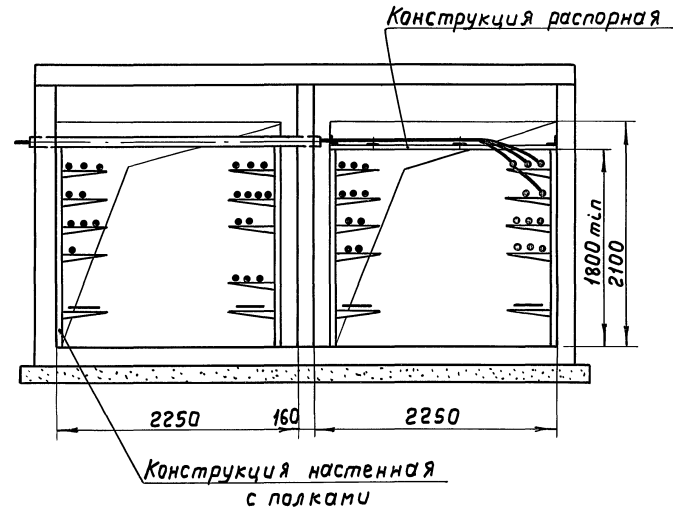 Конструкция распорная
1800 min
2100
2250
160
2250
Конструкция настенная
с полками